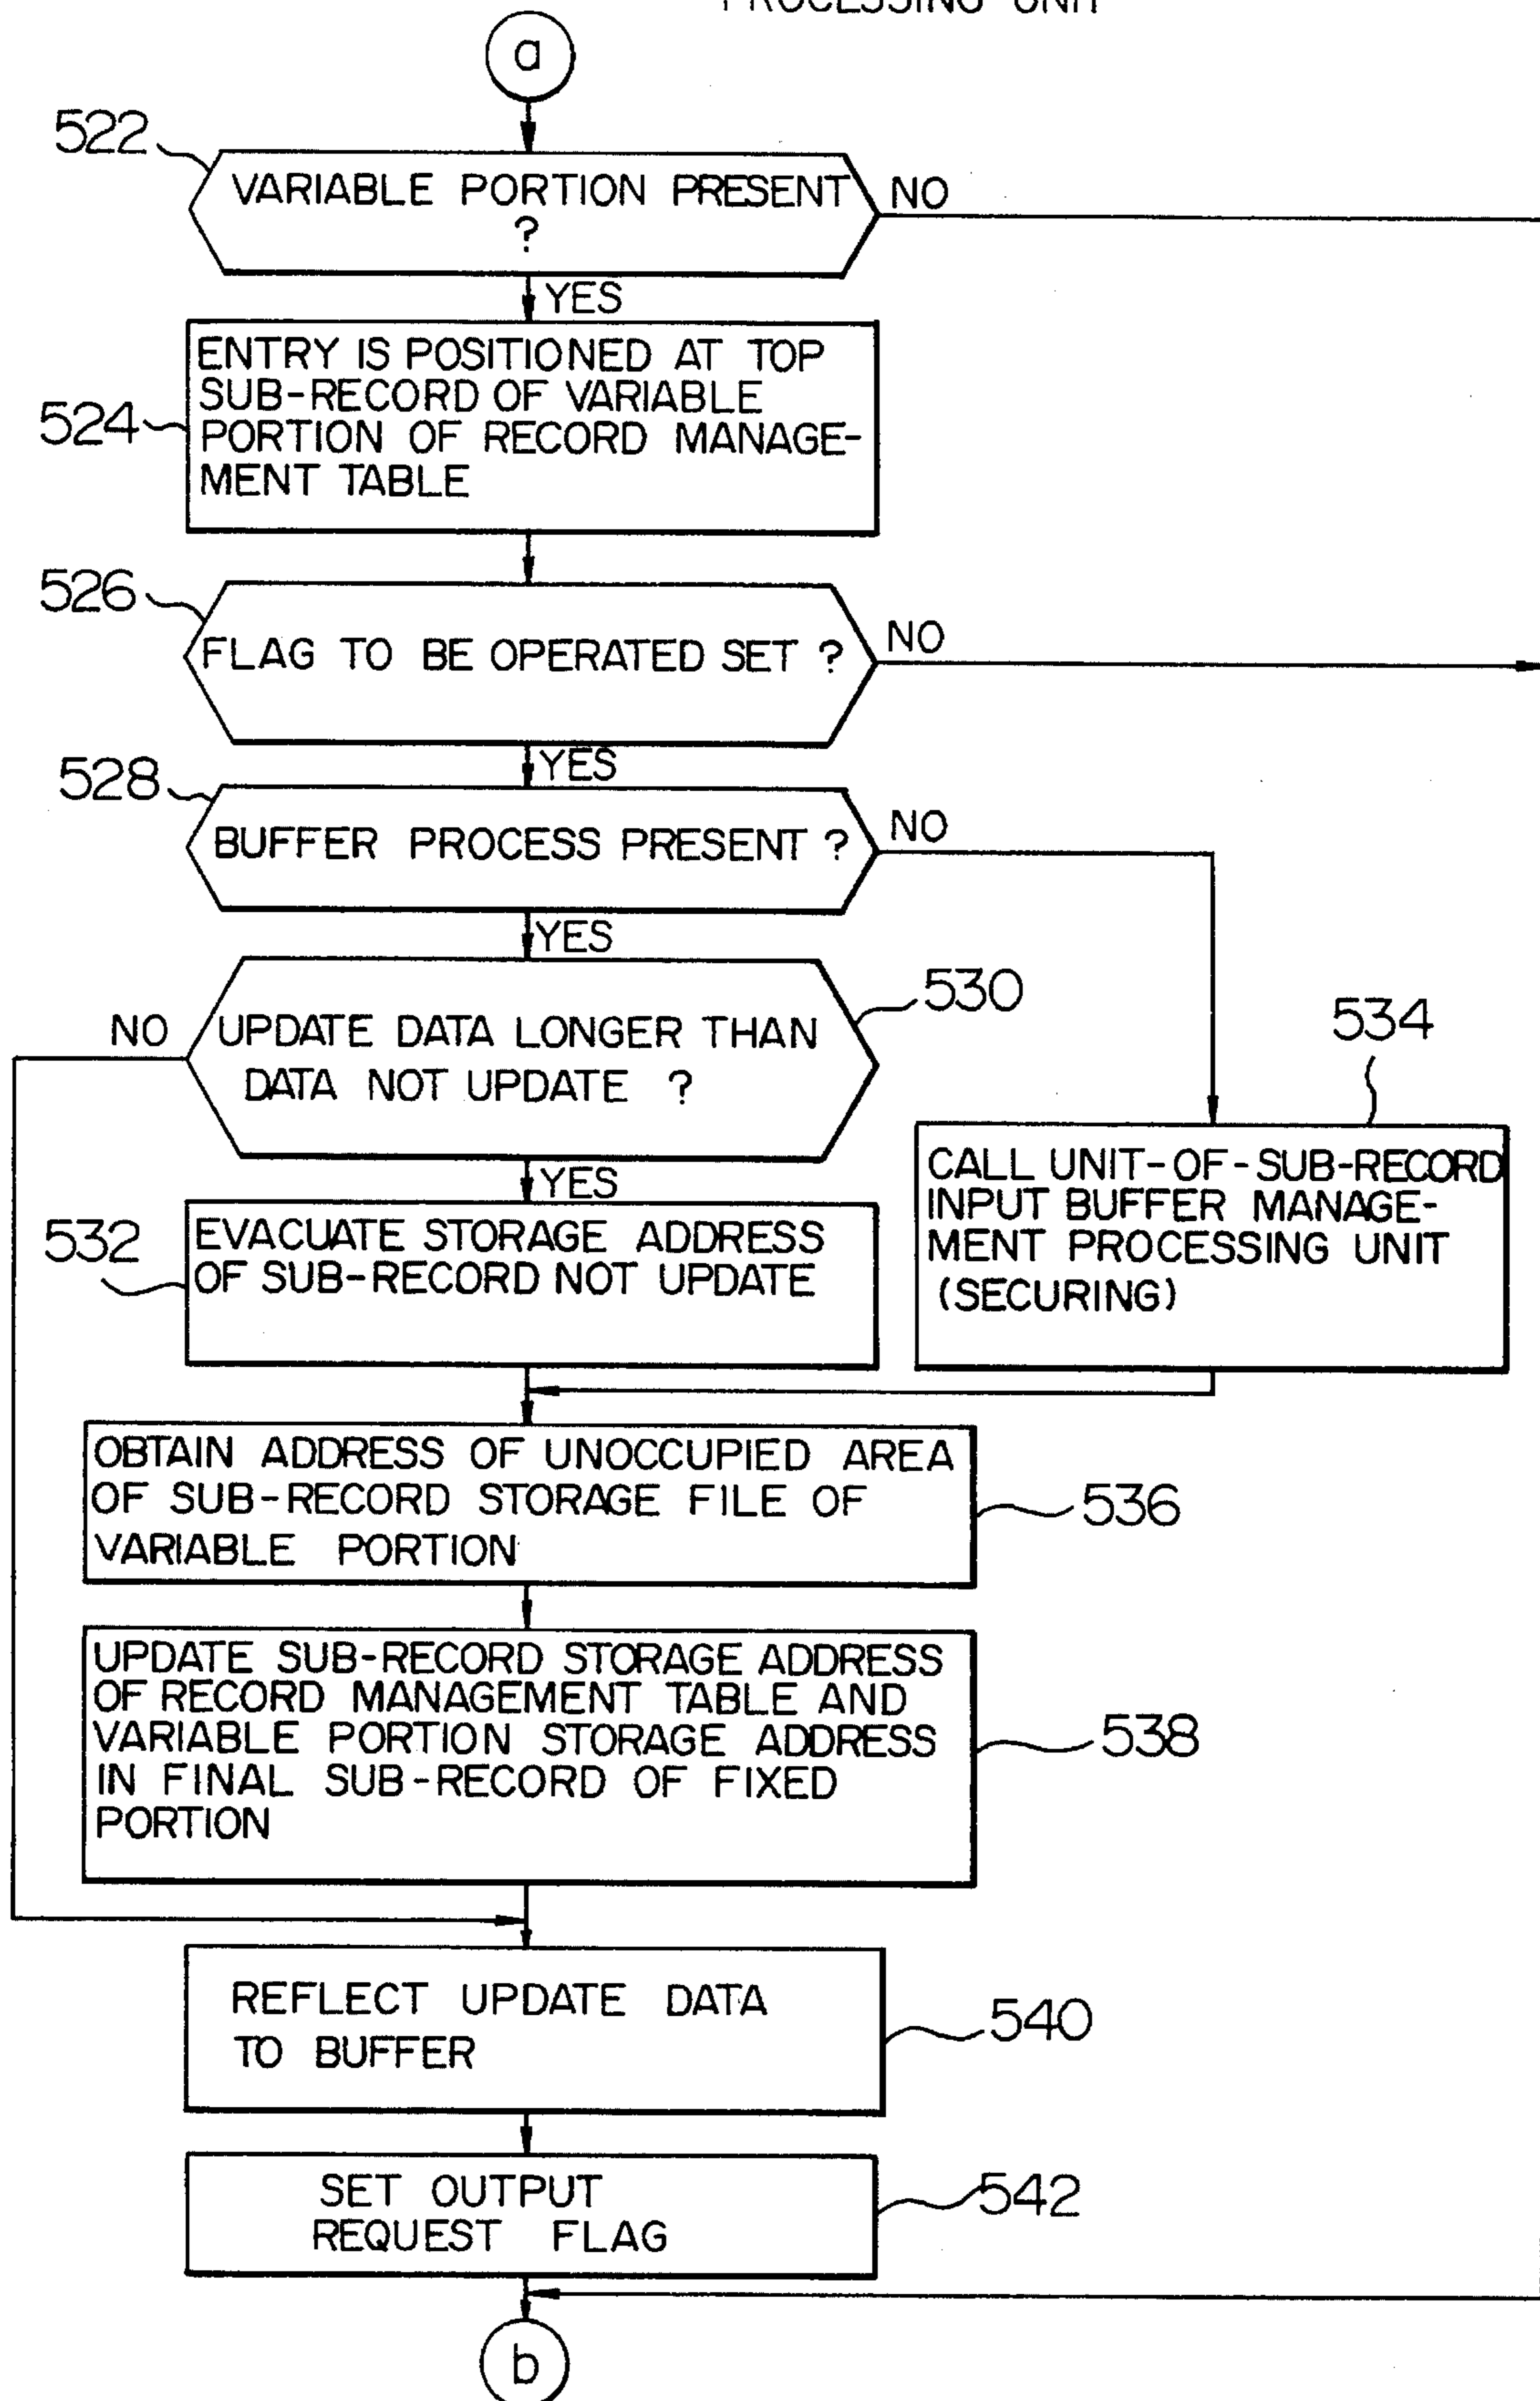 PROCESSING UNIT
a
522
VARIABLE PORTION PRESENT
?
NO
YES
524
ENTRY IS POSITIONED AT TOP
SUB-RECORD OF VARIABLE
PORTION OF RECORD MANAGE-
MENT TABLE
526
FLAG TO BE OPERATED SET ?
NO
YES
528
BUFFER PROCESS PRESENT ?
NO
YES
530
NO
UPDATE DATA LONGER THAN
DATA NOT UPDATE ?
YES
534
CALL UNIT-OF-SUB-RECORD
INPUT BUFFER MANAGE-
MENT PROCESSING UNIT
(SECURING)
532
EVACUATE STORAGE ADDRESS
OF SUB-RECORD NOT UPDATE
OBTAIN ADDRESS OF UNOCCUPIED AREA
OF SUB-RECORD STORAGE FILE OF
VARIABLE PORTION
536
UPDATE SUB-RECORD STORAGE ADDRESS
OF RECORD MANAGEMENT TABLE AND
VARIABLE PORTION STORAGE ADDRESS
IN FINAL SUB-RECORD OF FIXED
PORTION
538
REFLECT UPDATE DATA
TO BUFFER
540
SET OUTPUT
REQUEST FLAG
542
b